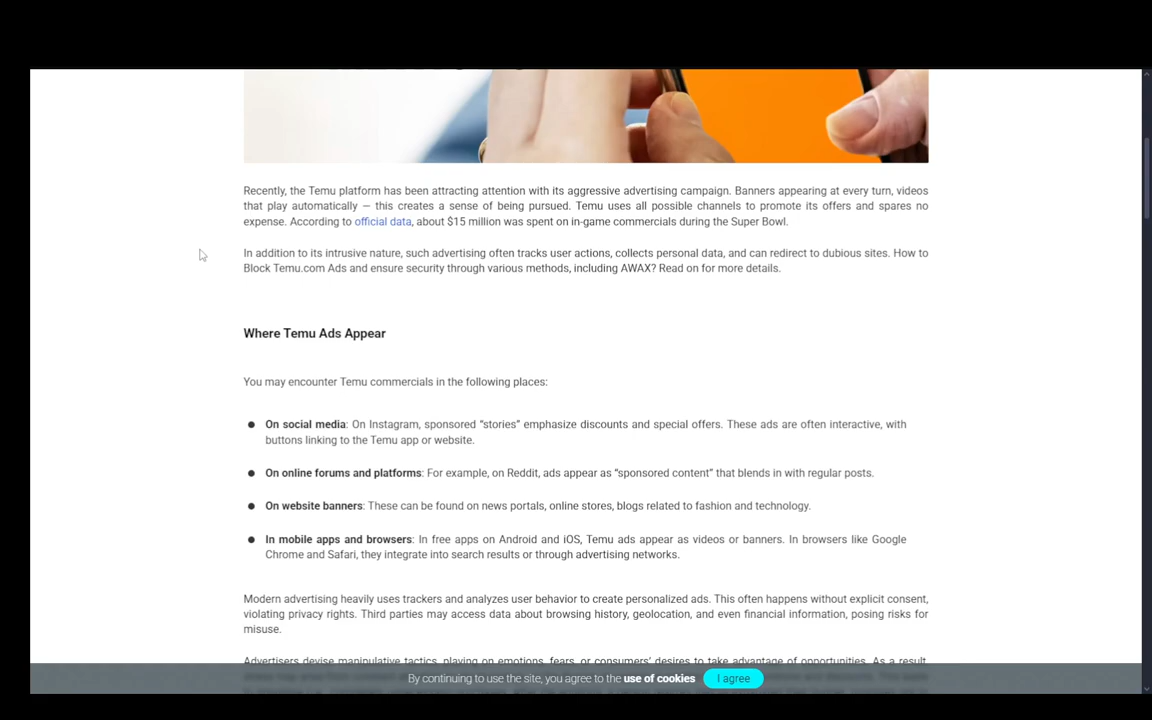 Recently, the Temu platform has been attracting attention with its aggressive advertising campaign. Banners appearing at every turn, videos
that play automatically — this creates a sense of being pursued. Temu uses all possible channels to promote its offers and spares no
expense. According to official data, about $15 million was spent on in-game commercials during the Super Bowl.
In addition to its intrusive nature, such advertising often tracks user actions, collects personal data, and can redirect to dubious sites. How to
Block Temu.com Ads and ensure security through various methods, including AWAX? Read on for more details.
Where Temu Ads Appear
You may encounter Temu commercials in the following places:
● On social media: On Instagram, sponsored “stories” emphasize discounts and special offers. These ads are often interactive, with
buttons linking to the Temu app or website.
● On online forums and platforms: For example, on Reddit, ads appear as “sponsored content” that blends in with regular posts.
● On website banners: These can be found on news portals, online stores, blogs related to fashion and technology.
● In mobile apps and browsers: In free apps on Android and iOS, Temu ads appear as videos or banners. In browsers like Google
Chrome and Safari, they integrate into search results or through advertising networks.
Modern advertising heavily uses trackers and analyzes user behavior to create personalized ads. This often happens without explicit consent,
violating privacy rights. Third parties may access data about browsing history, geolocation, and even financial information, posing risks for
misuse.
Advertisers devise manipulative tactics, playing on emotions, fears, or consumers’ desires to take advantage of opportunities. As a result,
By continuing to use the site, you agree to the use of cookies I agree